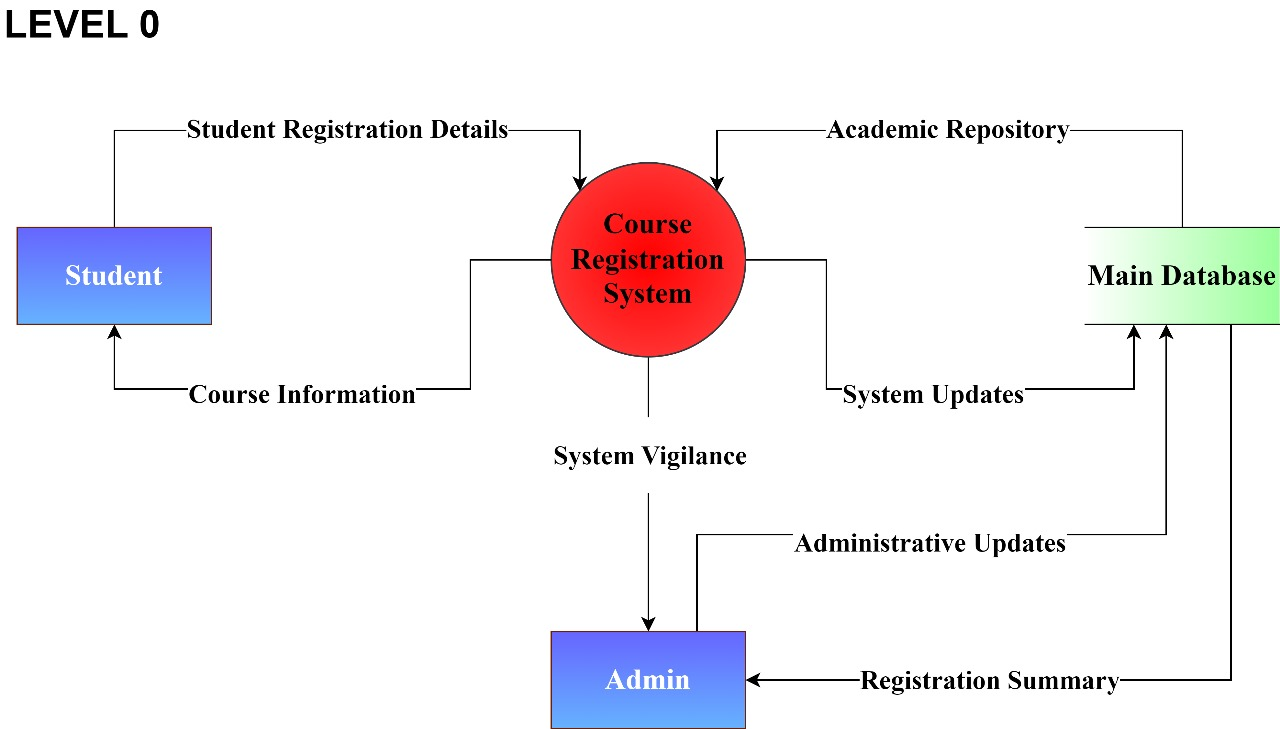 LEVEL 0
Student Registration Details
Academic Repository
Course
Registration
System
Student
Main Database
Course Information
System Updates
System Vigilance
Administrative Updates
Admin
Registration Summary